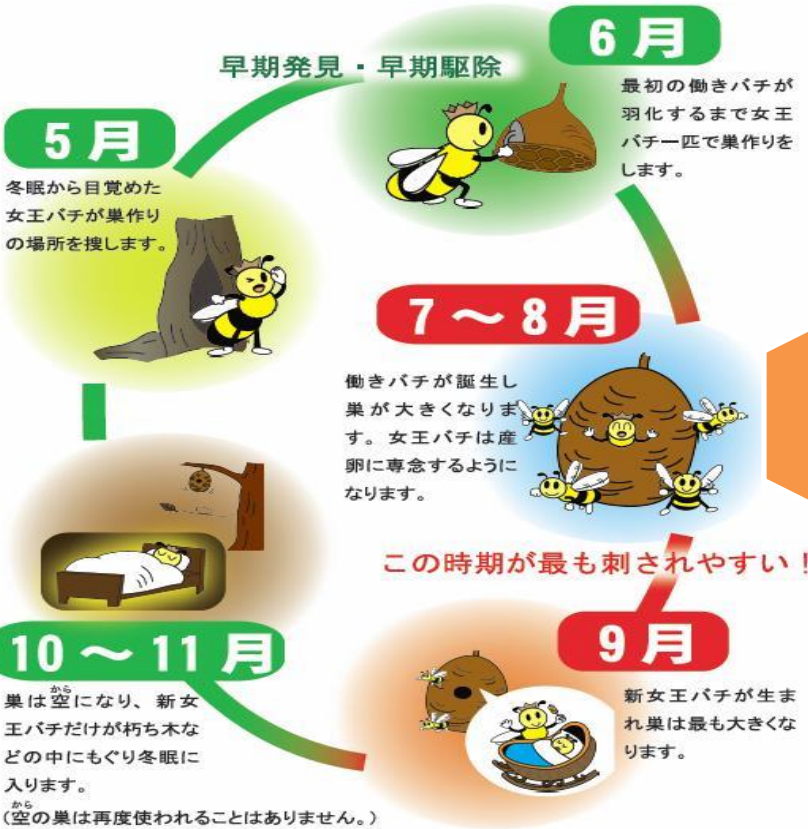 早期発見・早期駆除
5月
冬眠から目覚めた
女王バチが巣作り
の場所を捜します。
6月
最初の働きバチが
羽化するまで女王
バチ一匹で巣作りを
します。
7～8月
働きバチが誕生し
巣が大きくなりま
す。女王バチは産
卵に専念するように
なります。
この時期が最も刺されやすい！
9月
新女王バチが生ま
れ巣は最も大きくな
ります。
10～11月
から
巣は空になり、新女
王バチだけが朽ち木な
どの中にもぐり冬眠に
入ります。
から
（空の巣は再度使われることはありません。）